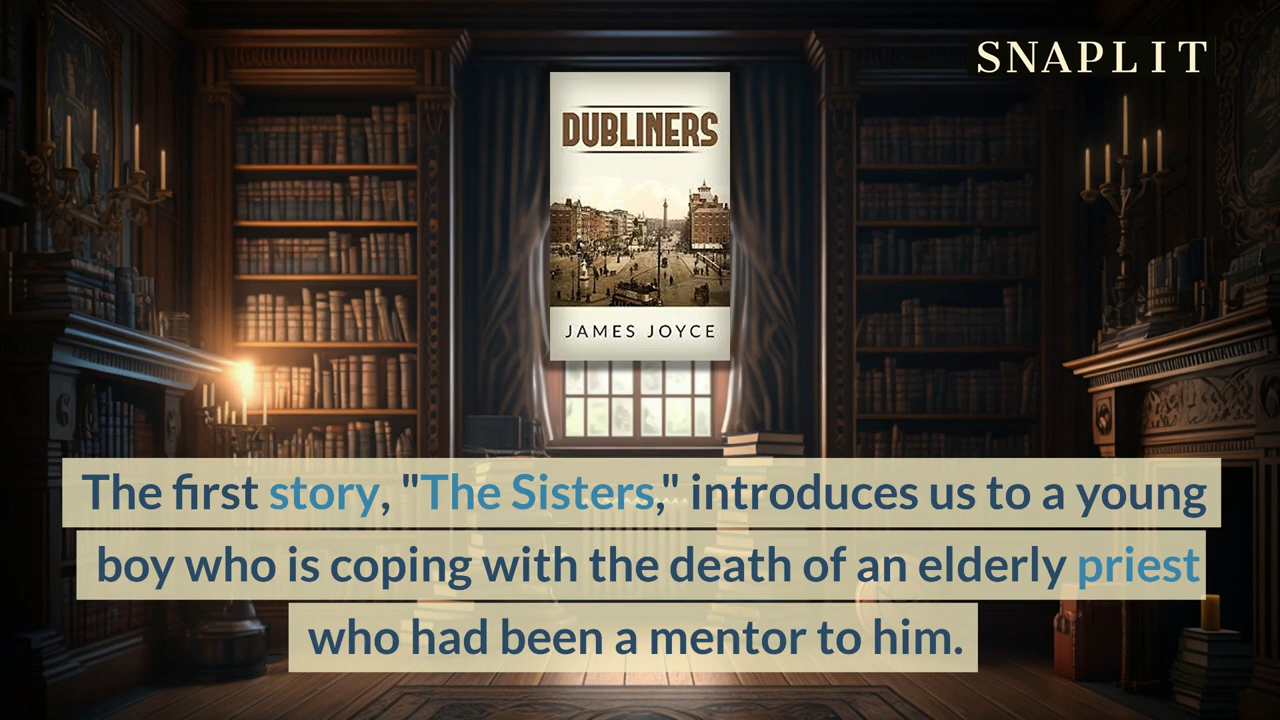 SNAPLIT
DUBLINERS
JAMES JOYCE
The first story, "The Sisters," introduces us to a young
boy who is coping with the death of an elderly priest
who had been a mentor to him.